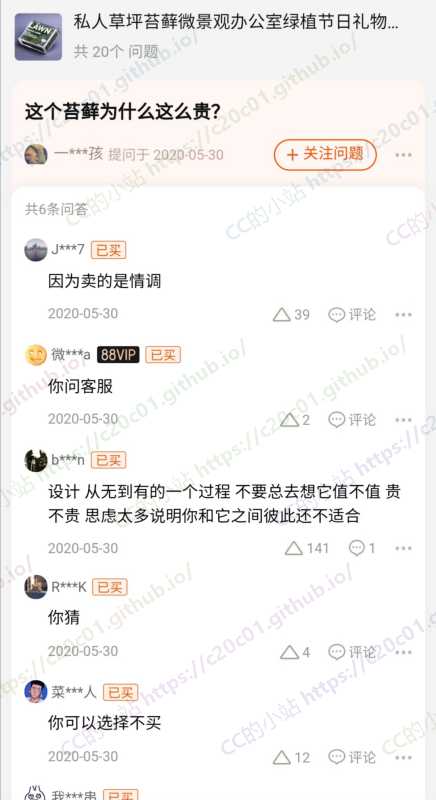 LAWN
私人草坪苔藓微景观办公室绿植节日礼物...
共 20个 问题
这个苔藓为什么这么贵?
一***孩 提问于 2020-05-30
+ 关注问题
共6条问答
J***7 已买
因为卖的是情调
2020-05-30
39 评论
微***a 88VIP 已买
你问客服
2020-05-30
2 评论
b***n 已买
设计 从无到有的一个过程 不要总去想它值不值 贵
不贵 思虑太多说明你和它之间彼此还不适合
2020-05-30
141 1
R***K 已买
你猜
2020-05-30
4 评论
菜***人 已买
你可以选择不买
2020-05-30
12 评论
我***串 已买
CC的小站 https://c20c01.github.io/